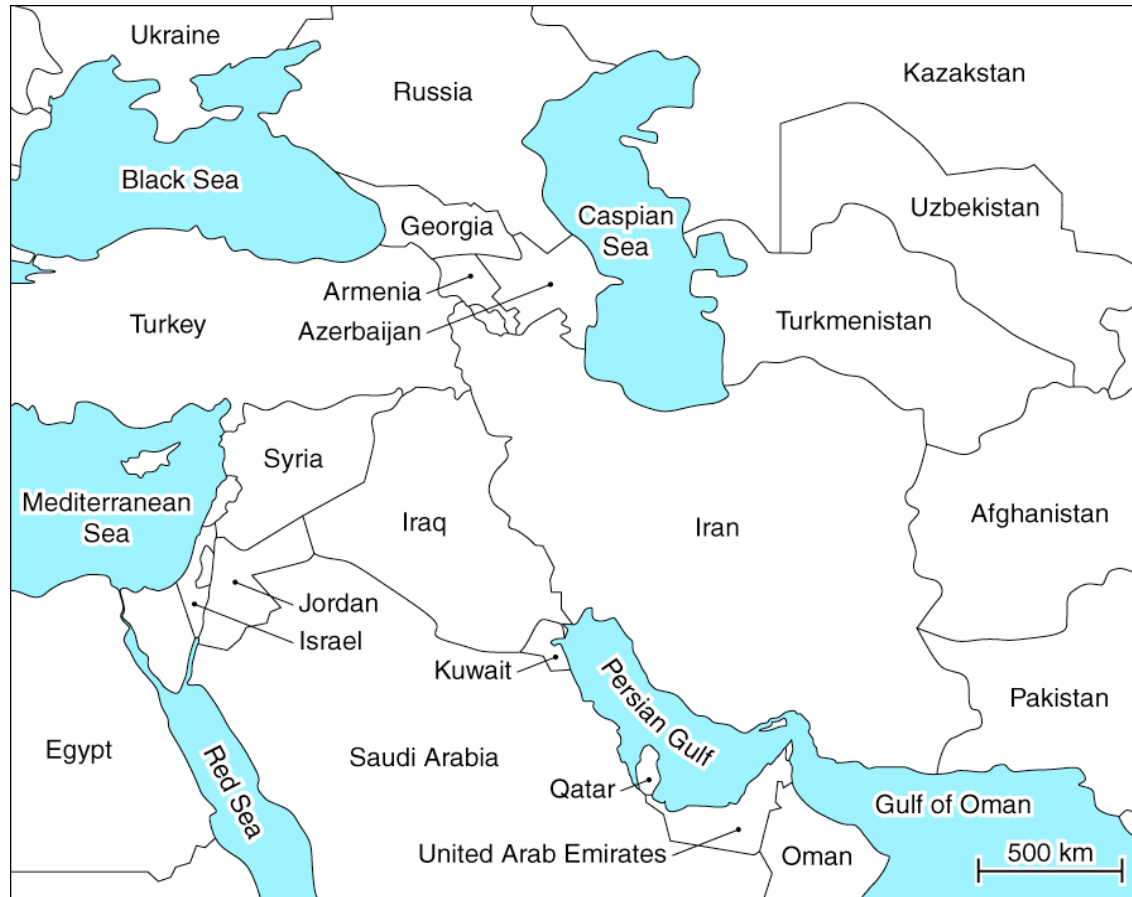 Ukraine
Russia
Kazakstan
Black Sea
Georgia
Caspian
Sea
Uzbekistan
Armenia
Azerbaijan
Turkey
Turkmenistan
Syria
Mediterranean
Sea
Iraq
Iran
Afghanistan
Jordan
Israel
Kuwait
Persian Gulf
Pakistan
Egypt
Red Sea
Saudi Arabia
Qatar
Gulf of Oman
United Arab Emirates
Oman
500 km